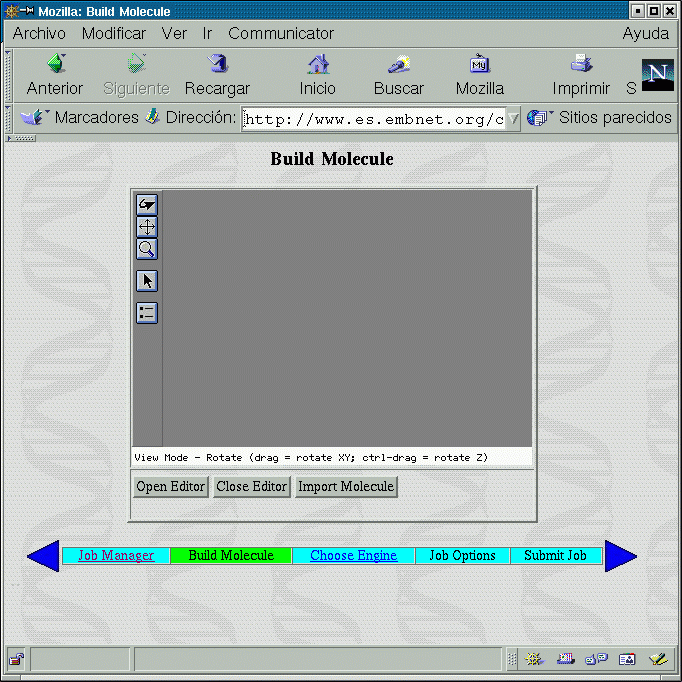 Mozilla: Build Molecule
Archivo Modificar Ver Ir Communicator Ayuda
Anterior Siguiente Recargar Inicio Buscar Mozilla Imprimir S
My
N
Marcadores Dirección: http://www.es.embnet.org/c Sitios parecidos
Build Molecule
View Mode - Rotate (drag = rotate XY; ctrl-drag = rotate Z)
Open Editor Close Editor Import Molecule
Job Manager Build Molecule Choose Engine Job Options Submit Job